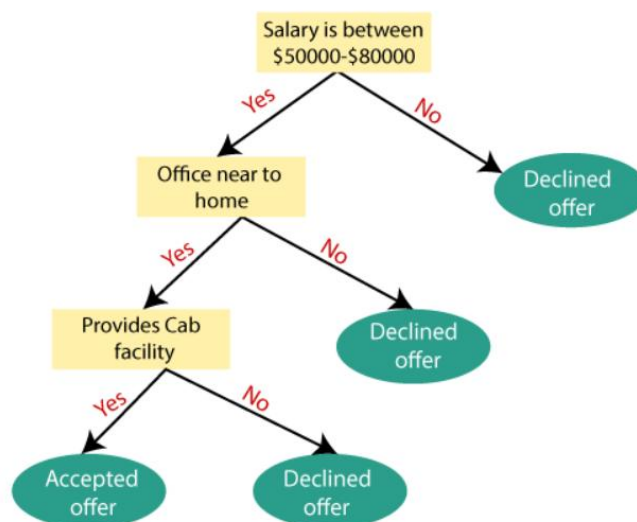 Salary is between
$50000-$80000
Yes
No
Office near to
home
Declined
offer
Yes
No
Provides Cab
facility
Declined
offer
Yes
No
Accepted
offer
Declined
offer